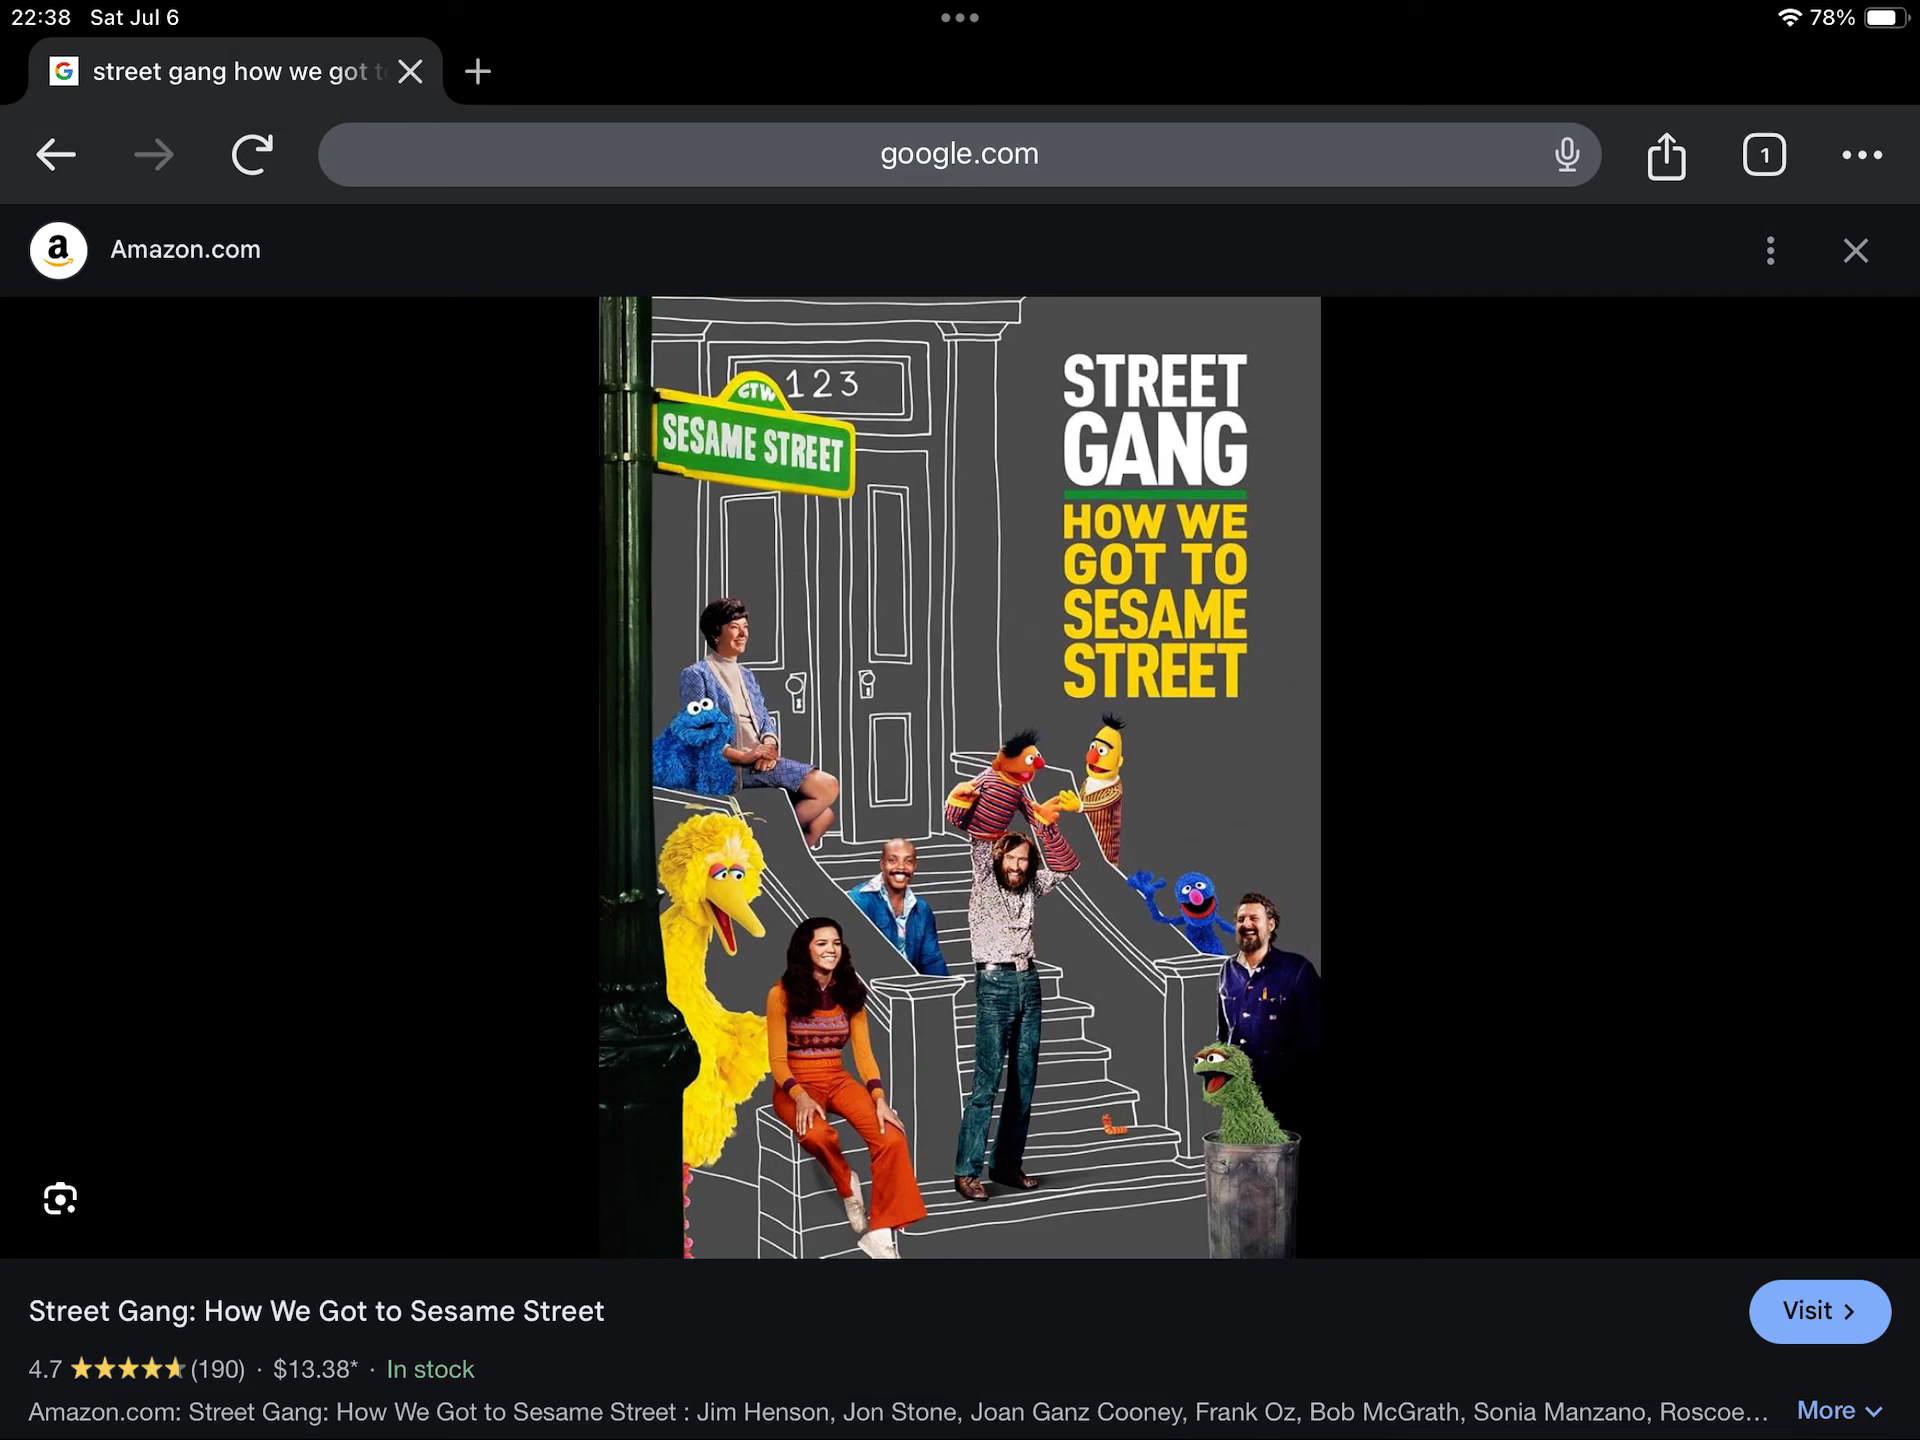 22:38 Sat Jul 6
78%
street gang how we got t
google.com
1
Amazon.com
123
CTW
SESAME STREET
STREET
GANG
HOW WE
GOT TO
SESAME
STREET
Street Gang: How We Got to Sesame Street
Visit
4.7 (190) · $13.38* · In stock
Amazon.com: Street Gang: How We Got to Sesame Street : Jim Henson, Jon Stone, Joan Ganz Cooney, Frank Oz, Bob McGrath, Sonia Manzano, Roscoe...
More